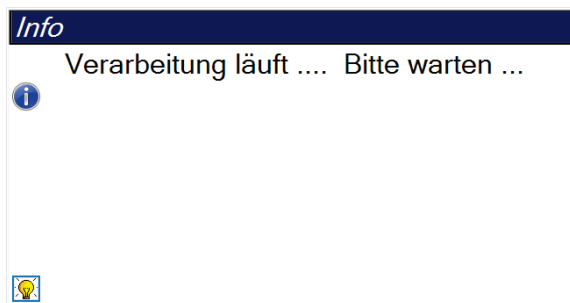 Info
Verarbeitung läuft .... Bitte warten ...